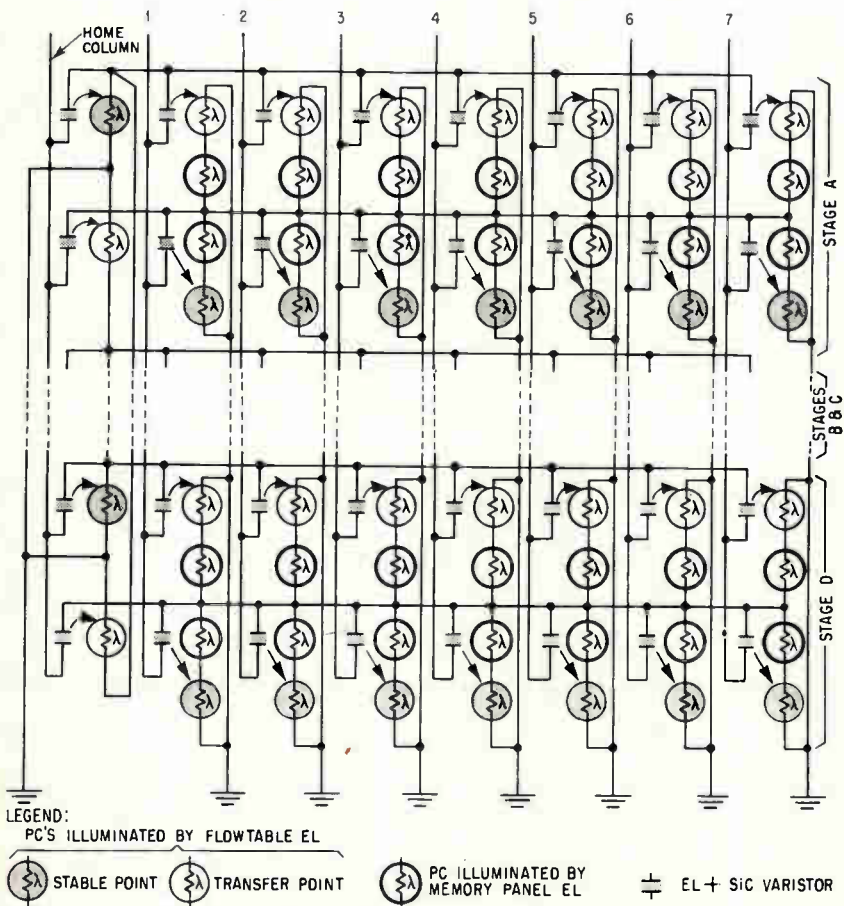 1 2 3 4 5 6 7
HOME
COLUMN
STAGE A
STAGES
B & C
STAGE D
LEGEND:
PC'S ILLUMINATED BY FLOWTABLE EL
λ STABLE POINT λ TRANSFER POINT λ PC ILLUMINATED BY
MEMORY PANEL EL
EL + SiC VARISTOR